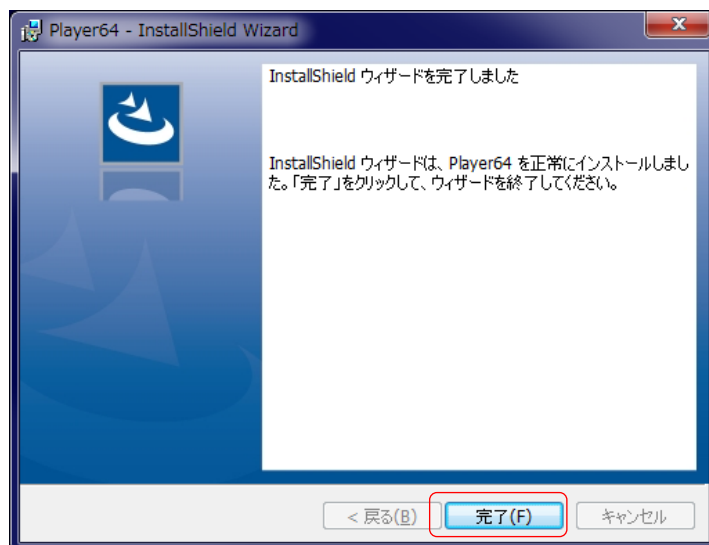 Player64 - InstallShield Wizard
InstallShield ウィザードを完了しました
InstallShield ウィザードは、Player64 を正常にインストールしまし
た。「完了」をクリックして、ウィザードを終了してください。
< 戻る(B) 完了(F) キャンセル